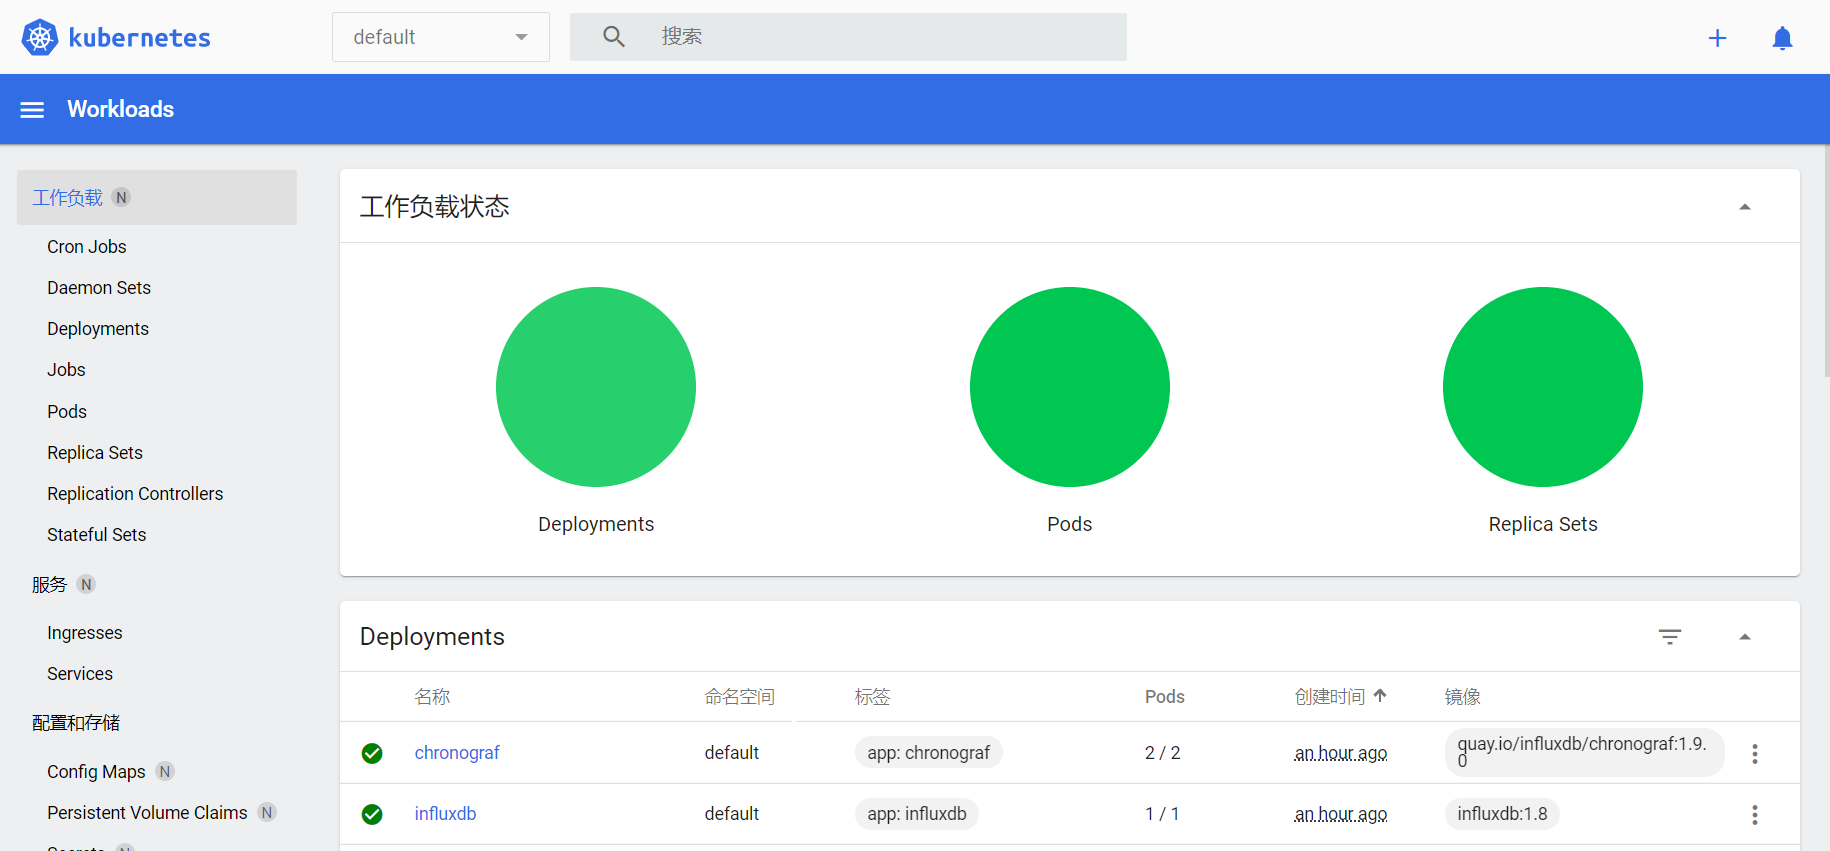 kubernetes
default
搜索
Workloads
工作负载 N
Cron Jobs
Daemon Sets
Deployments
Jobs
Pods
Replica Sets
Replication Controllers
Stateful Sets
服务 N
Ingresses
Services
配置和存储
Config Maps N
Persistent Volume Claims N
Secrets N
工作负载状态
Deployments
Pods
Replica Sets
Deployments
名称 命名空间 标签 Pods 创建时间 镜像
chronograf default app: chronograf 2 / 2 an hour ago quay.io/influxdb/chronograf:1.9.
0
influxdb default app: influxdb 1 / 1 an hour ago influxdb:1.8